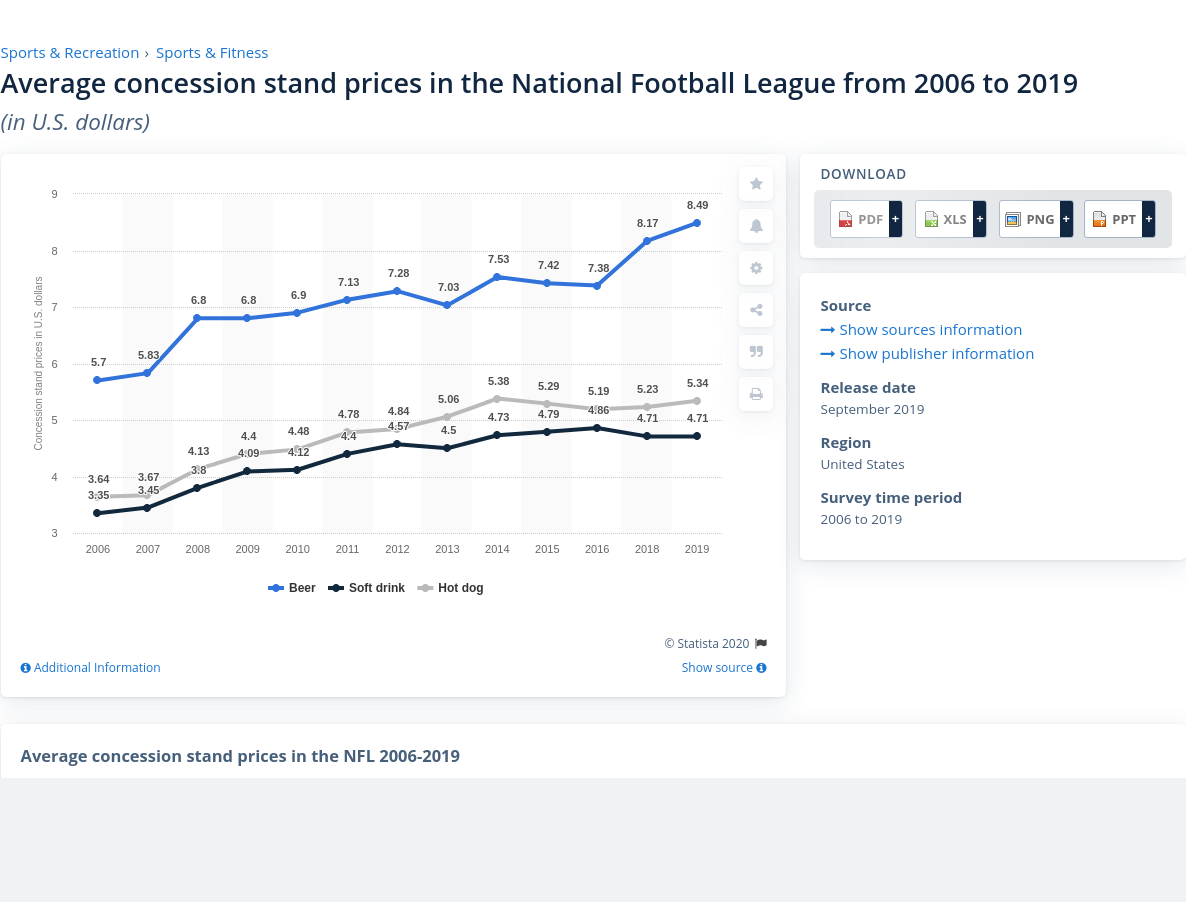 Sports & Recreation › Sports & Fitness
Average concession stand prices in the National Football League from 2006 to 2019
(in U.S. dollars)
Concession stand prices in U.S. dollars
9
8
7
6
5
4
3
5.7 5.83 6.8 6.8 6.9 7.13 7.28 7.03 7.53 7.42 7.38 8.17 8.49
3.64 3.67 4.13 4.4 4.48 4.78 4.84 5.06 5.38 5.29 5.19 5.23 5.34
3.35 3.45 3.8 4.09 4.12 4.4 4.57 4.5 4.73 4.79 4.86 4.71 4.71
2006 2007 2008 2009 2010 2011 2012 2013 2014 2015 2016 2018 2019
Beer Soft drink Hot dog
© Statista 2020
Additional Information
Show source
DOWNLOAD
PDF + XLS + PNG + PPT +
Source
Show sources information
Show publisher information
Release date
September 2019
Region
United States
Survey time period
2006 to 2019
Average concession stand prices in the NFL 2006-2019